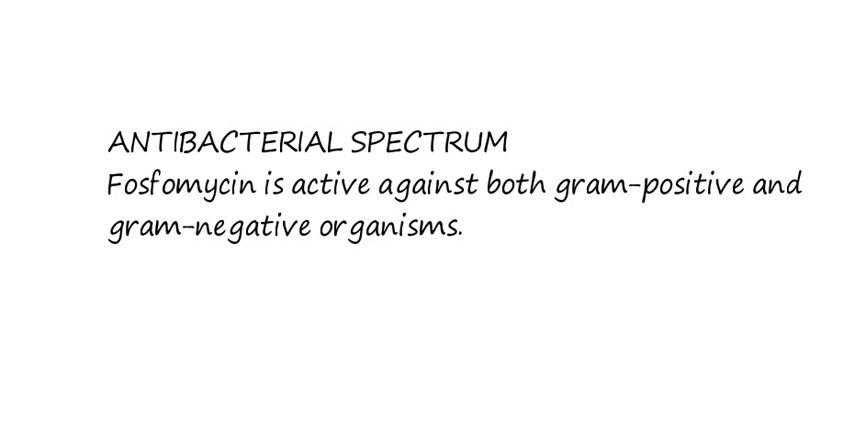 ANTIBACTERIAL SPECTRUM
Fosfomycin is active against both gram-positive and
gram-negative organisms.